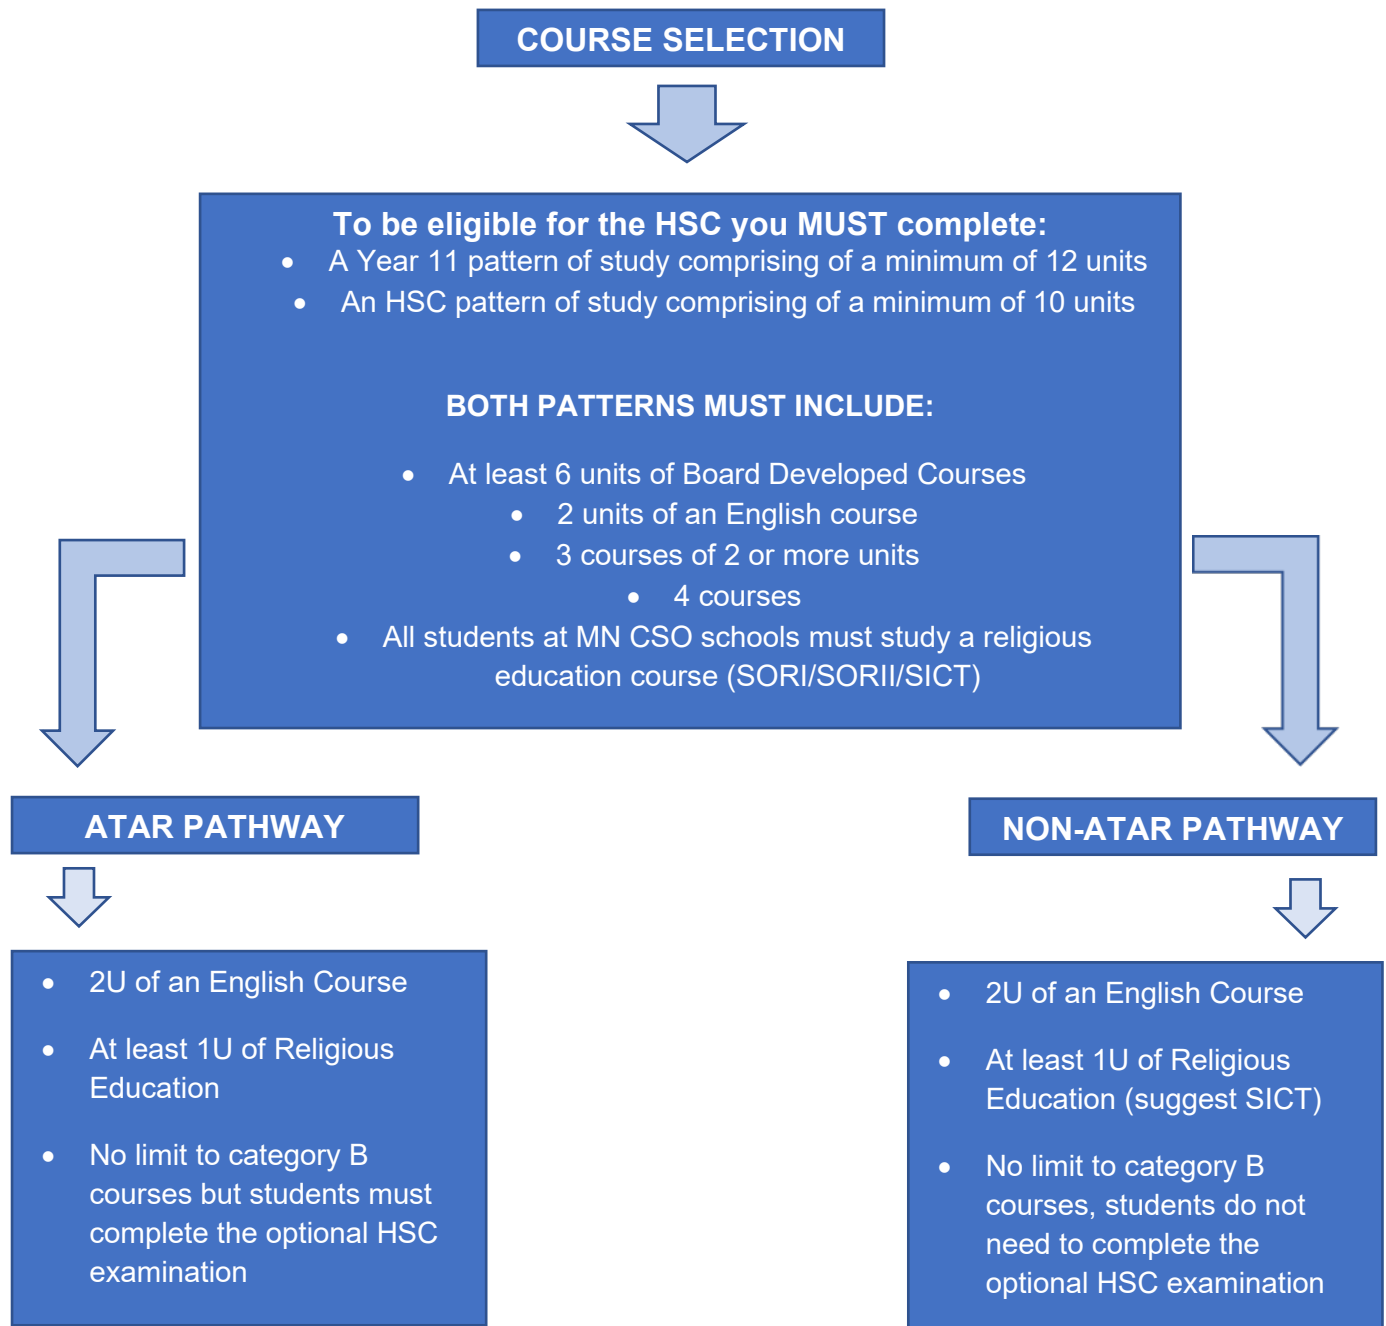 COURSE SELECTION
To be eligible for the HSC you MUST complete:
• A Year 11 pattern of study comprising of a minimum of 12 units
• An HSC pattern of study comprising of a minimum of 10 units
BOTH PATTERNS MUST INCLUDE:
• At least 6 units of Board Developed Courses
• 2 units of an English course
• 3 courses of 2 or more units
• 4 courses
• All students at MN CSO schools must study a religious
education course (SORI/SORII/SICT)
ATAR PATHWAY
• 2U of an English Course
• At least 1U of Religious
Education
• No limit to category B
courses but students must
complete the optional HSC
examination
NON-ATAR PATHWAY
• 2U of an English Course
• At least 1U of Religious
Education (suggest SICT)
• No limit to category B
courses, students do not
need to complete the
optional HSC examination